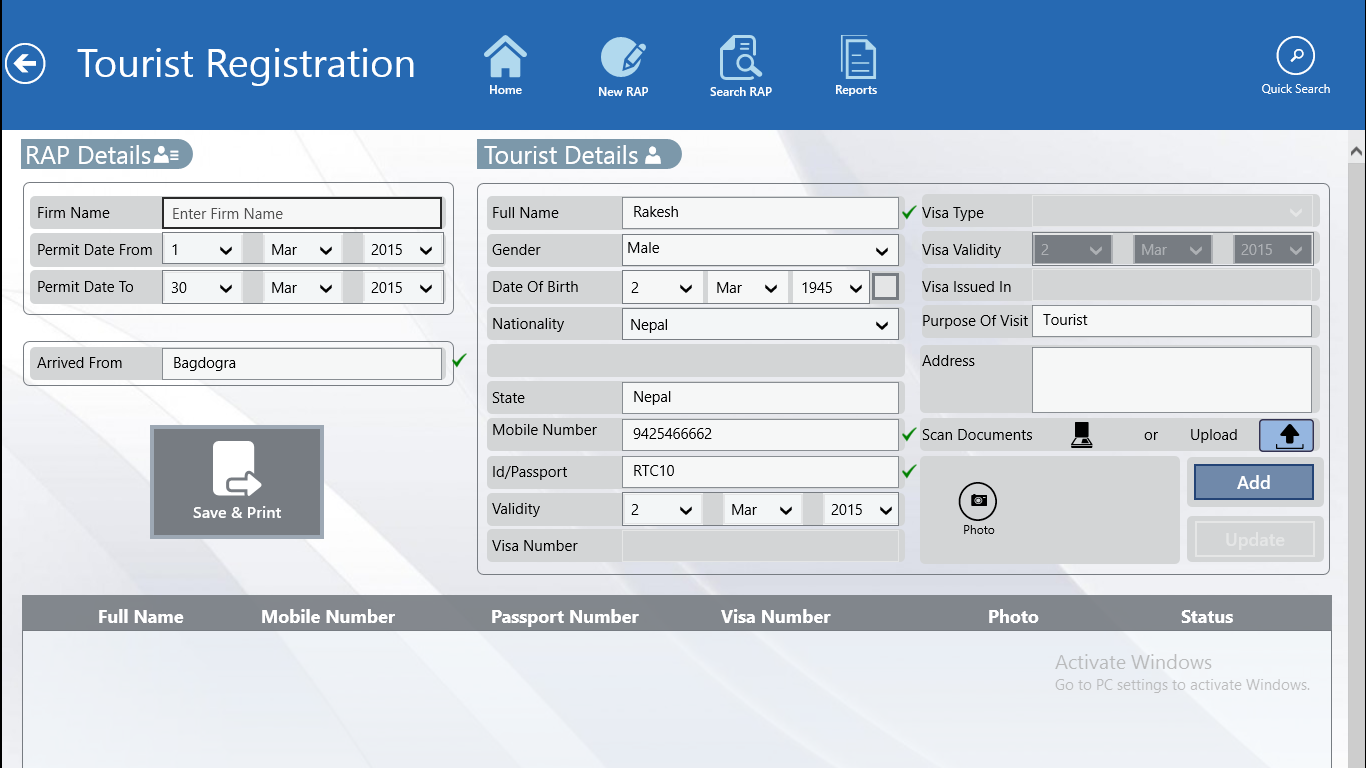 Tourist Registration
Home
New RAP
Search RAP
Reports
Quick Search
RAP Details
Firm Name Enter Firm Name
Permit Date From 1 Mar 2015
Permit Date To 30 Mar 2015
Arrived From Bagdogra
Save & Print
Tourist Details
Full Name Rakesh
Gender Male
Date Of Birth 2 Mar 1945
Nationality Nepal
State Nepal
Mobile Number 9425466662
Id/Passport RTC10
Validity 2 Mar 2015
Visa Number
Visa Type
Visa Validity 2 Mar 2015
Visa Issued In
Purpose Of Visit Tourist
Address
Scan Documents or Upload
Photo
Add
Update
Full Name Mobile Number Passport Number Visa Number Photo Status
Activate Windows
Go to PC settings to activate Windows.